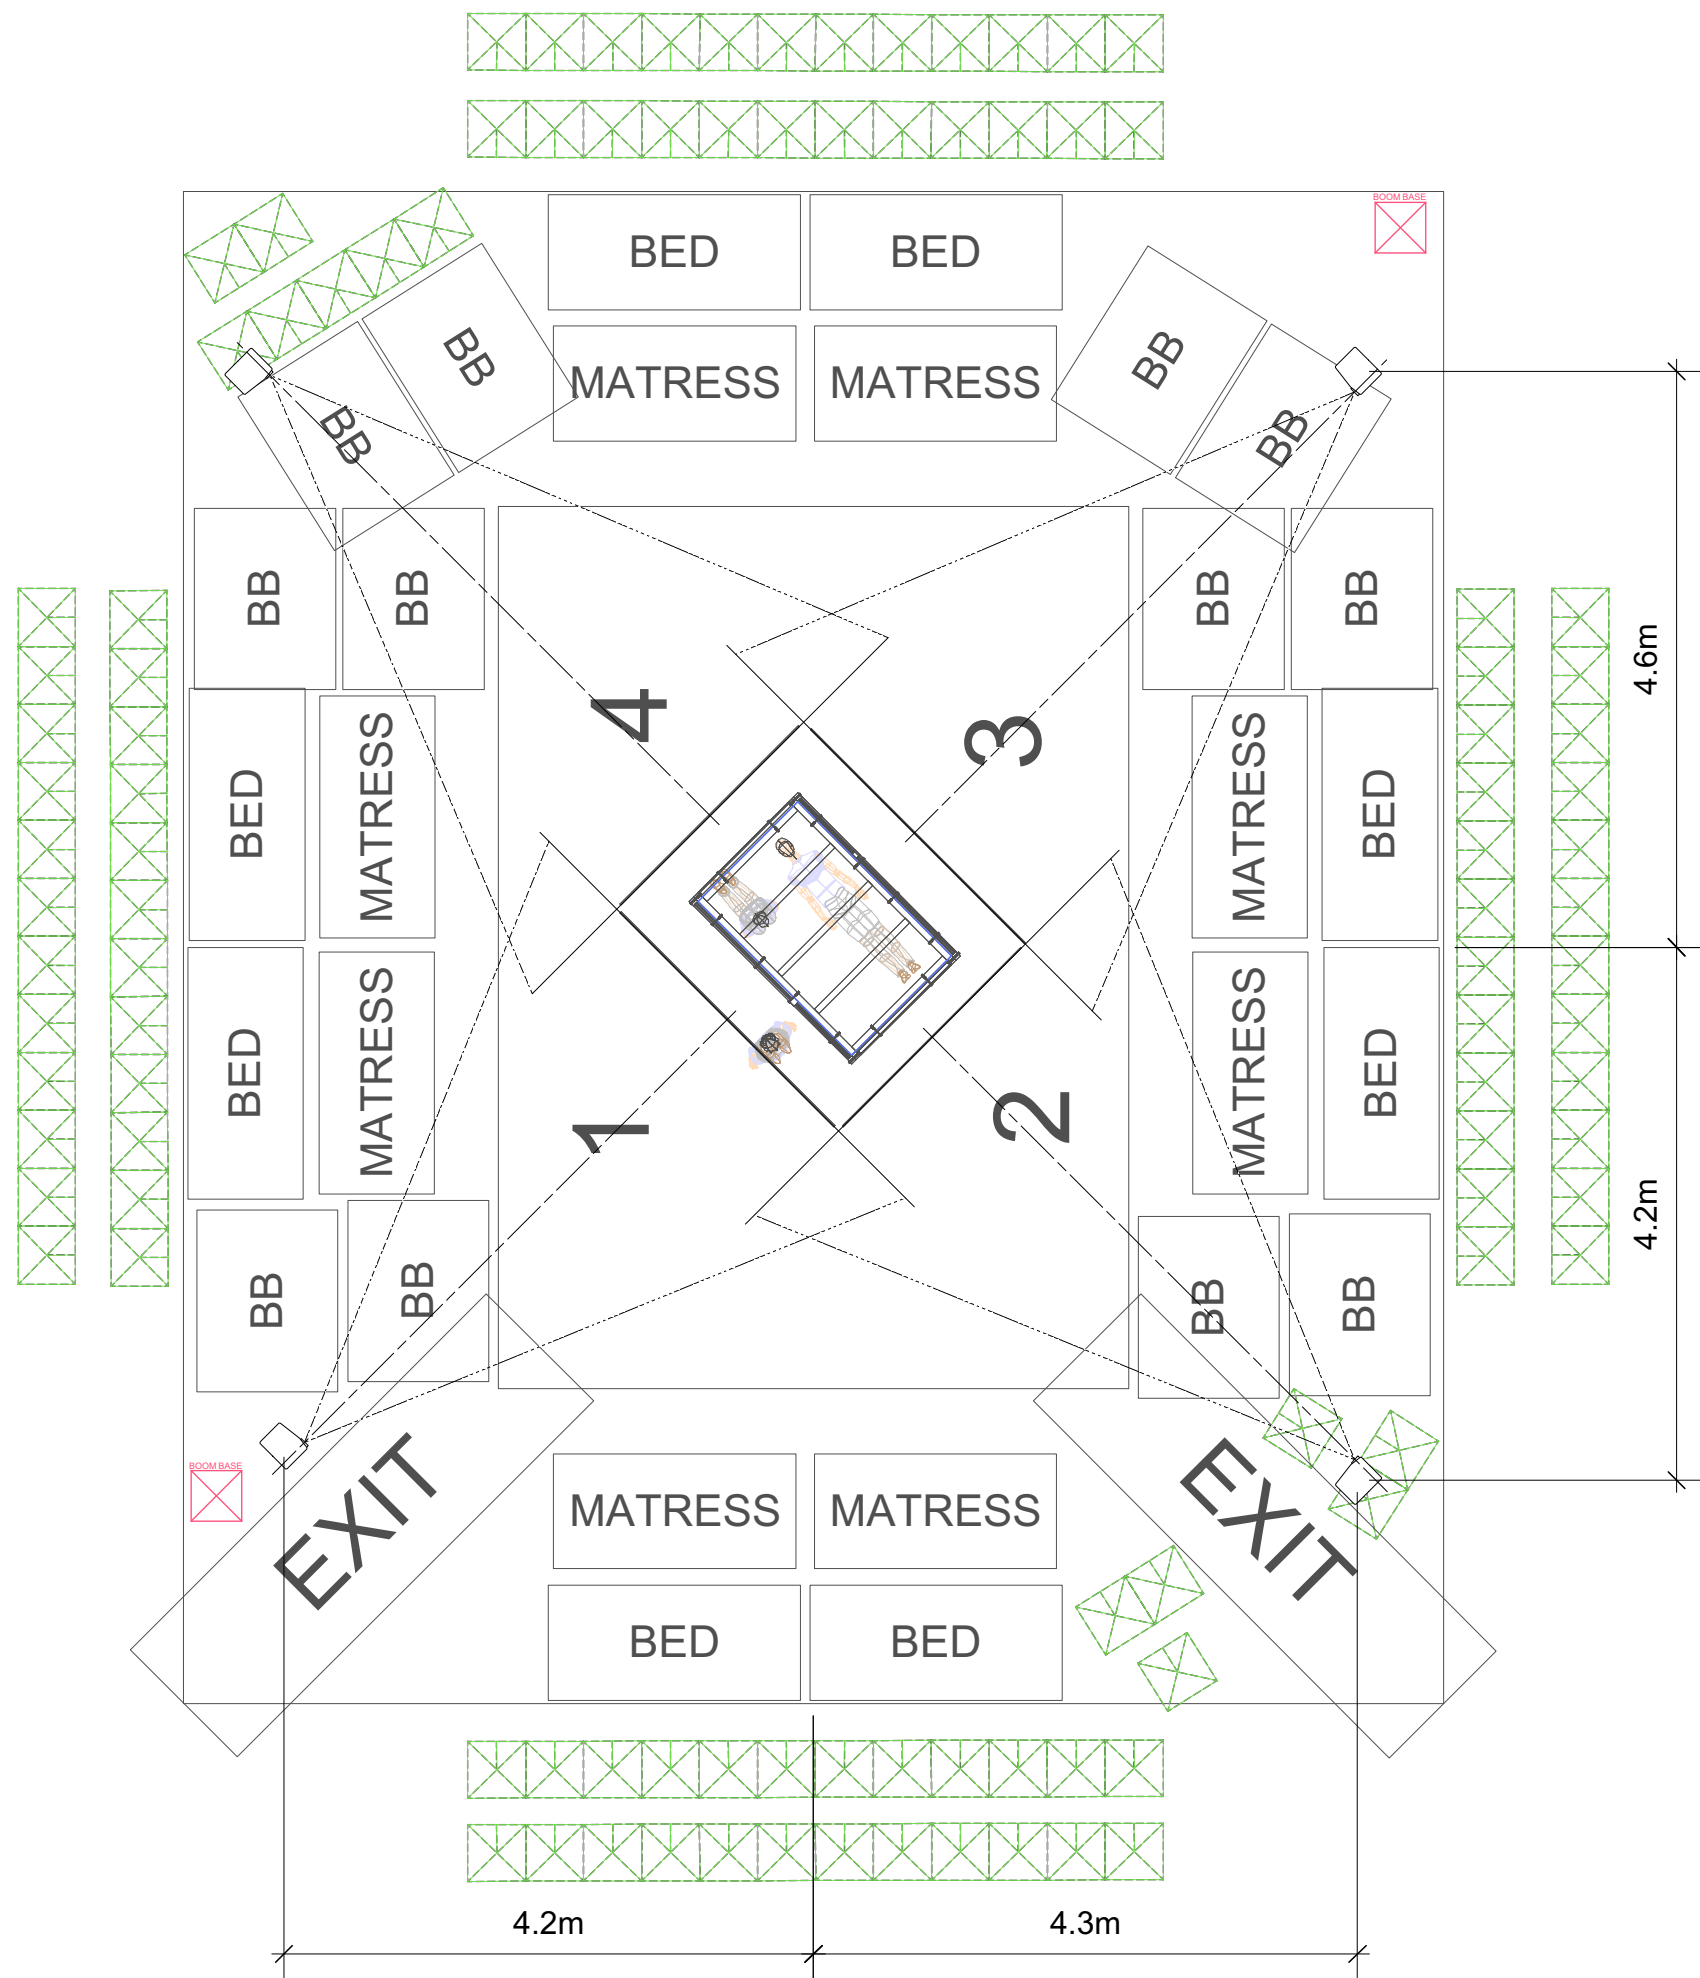 BOOM BASE
BED
BED
BB
BB
MATRESS
MATRESS
BB
BB
BB
BB
BB
BB
4.6m
4
3
BED
MATRESS
MATRESS
BED
BED
MATRESS
MATRESS
BED
1
2
4.2m
BB
BB
BB
BB
BOOM BASE
EXIT
MATRESS
MATRESS
EXIT
BED
BED
4.2m
4.3m